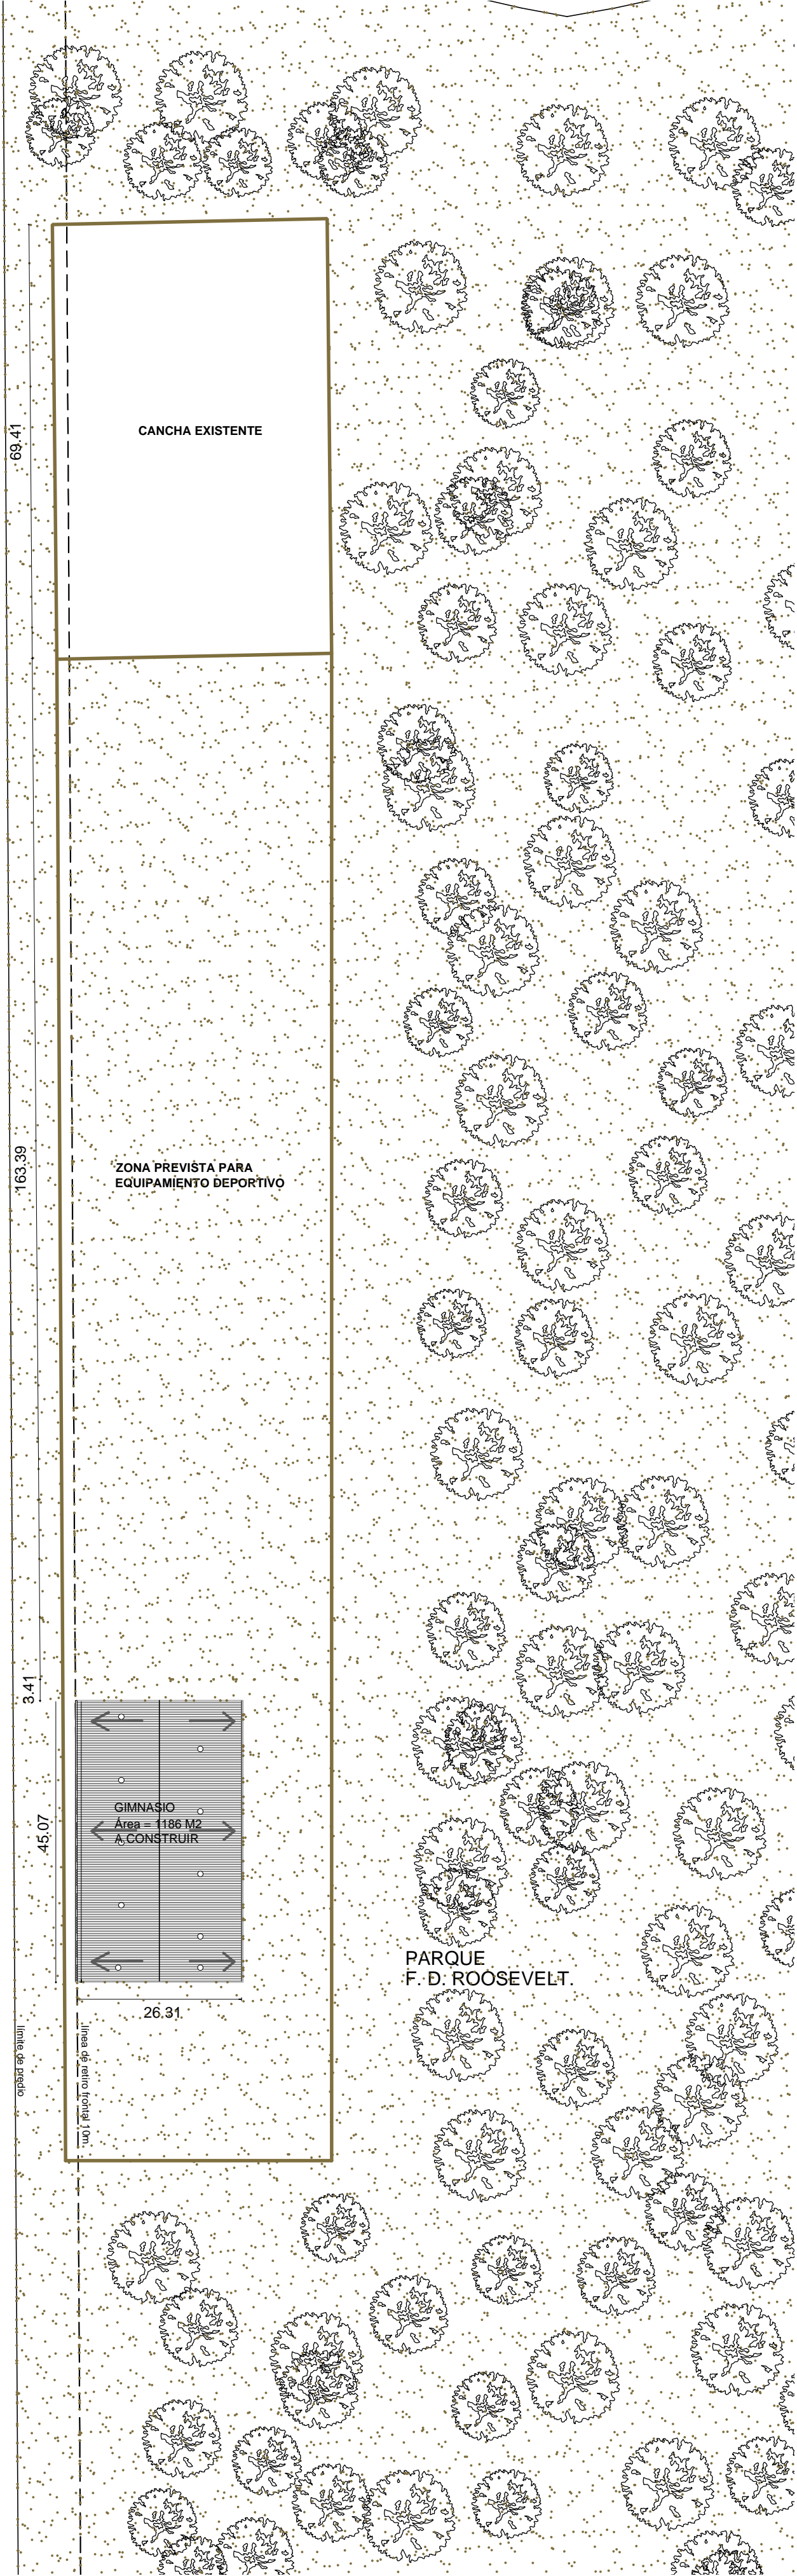 69.41
CANCHA EXISTENTE
163.39
ZONA PREVISTA PARA
EQUIPAMIENTO DEPORTIVO
3.41
45.07
GIMNASIO
Área = 1186 M2
A CONSTRUIR
PARQUE
F. D. ROOSEVELT.
26.31
límite de predio
línea de retiro frontal 10m